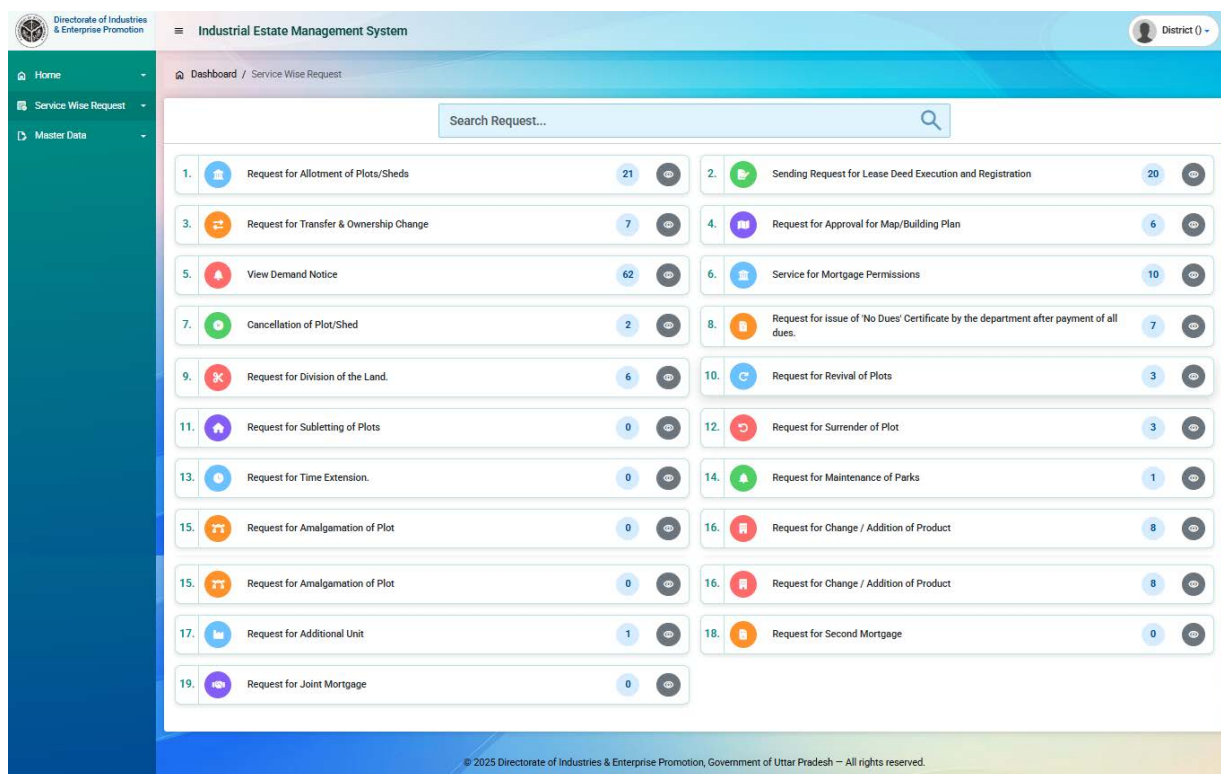 Directorate of Industries
& Enterprise Promotion
Industrial Estate Management System
District ()
Home
Service Wise Request
Master Data
Dashboard / Service Wise Request
Search Request...
1. Request for Allotment of Plots/Sheds 21
2. Sending Request for Lease Deed Execution and Registration 20
3. Request for Transfer & Ownership Change 7
4. Request for Approval for Map/Building Plan 6
5. View Demand Notice 62
6. Service for Mortgage Permissions 10
7. Cancellation of Plot/Shed 2
8. Request for issue of 'No Dues' Certificate by the department after payment of all
dues. 7
9. Request for Division of the Land. 6
10. Request for Revival of Plots 3
11. Request for Subletting of Plots 0
12. Request for Surrender of Plot 3
13. Request for Time Extension. 0
14. Request for Maintenance of Parks 1
15. Request for Amalgamation of Plot 0
16. Request for Change / Addition of Product 8
15. Request for Amalgamation of Plot 0
16. Request for Change / Addition of Product 8
17. Request for Additional Unit 1
18. Request for Second Mortgage 0
19. Request for Joint Mortgage 0
© 2025 Directorate of Industries & Enterprise Promotion, Government of Uttar Pradesh — All rights reserved.